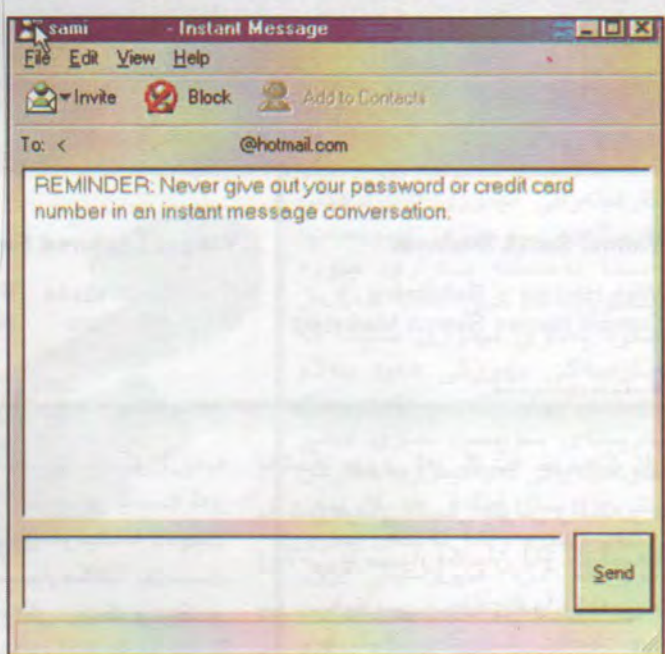 sami - Instant Message
File Edit View Help
Invite Block Add to Contacts
To: < @hotmail.com
REMINDER: Never give out your password or credit card
number in an instant message conversation.
Send